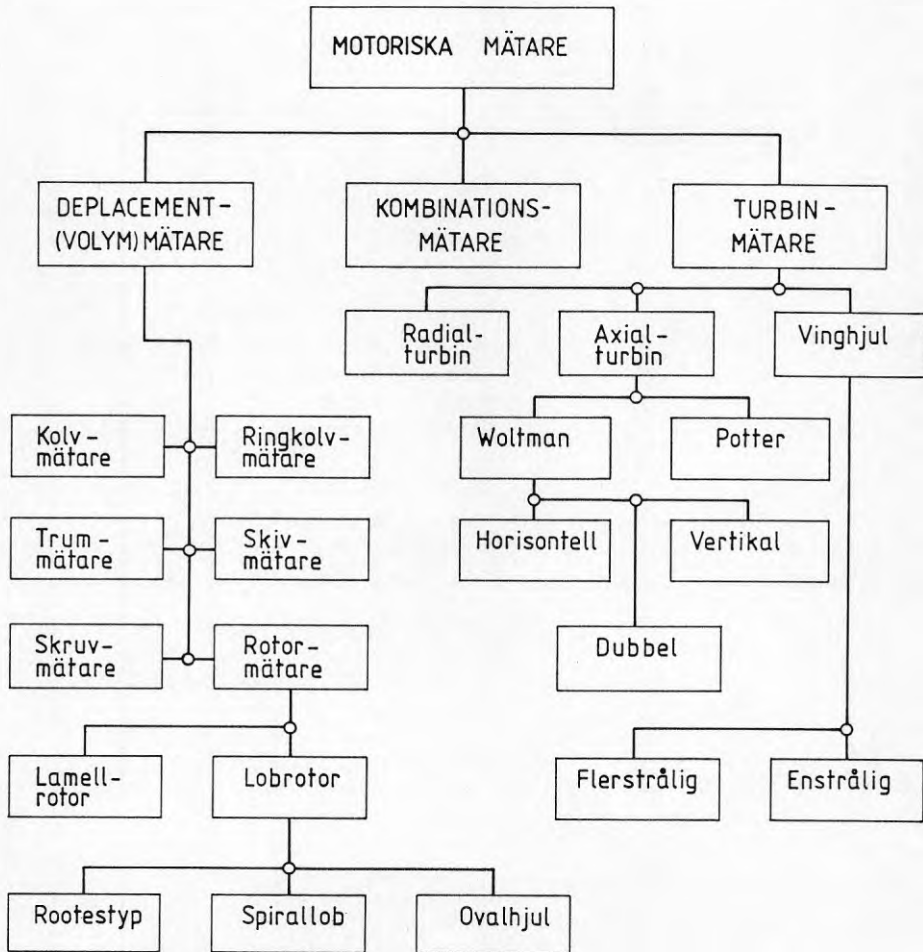 MOTORISKA MÄTARE
DEPLACEMENT-
(VOLYM) MÄTARE
KOMBINATIONS-
MÄTARE
TURBIN-
MÄTARE
Radial-
turbin
Axial-
turbin
Vinghjul
Kolv-
mätare
Ringkolv-
mätare
Woltman
Potter
Trum-
mätare
Skiv-
mätare
Horisontell
Vertikal
Skruv-
mätare
Rotor-
mätare
Dubbel
Lamell-
rotor
Lobrotor
Flerstrålig
Enstrålig
Rootestyp
Spirallob
Ovalhjul